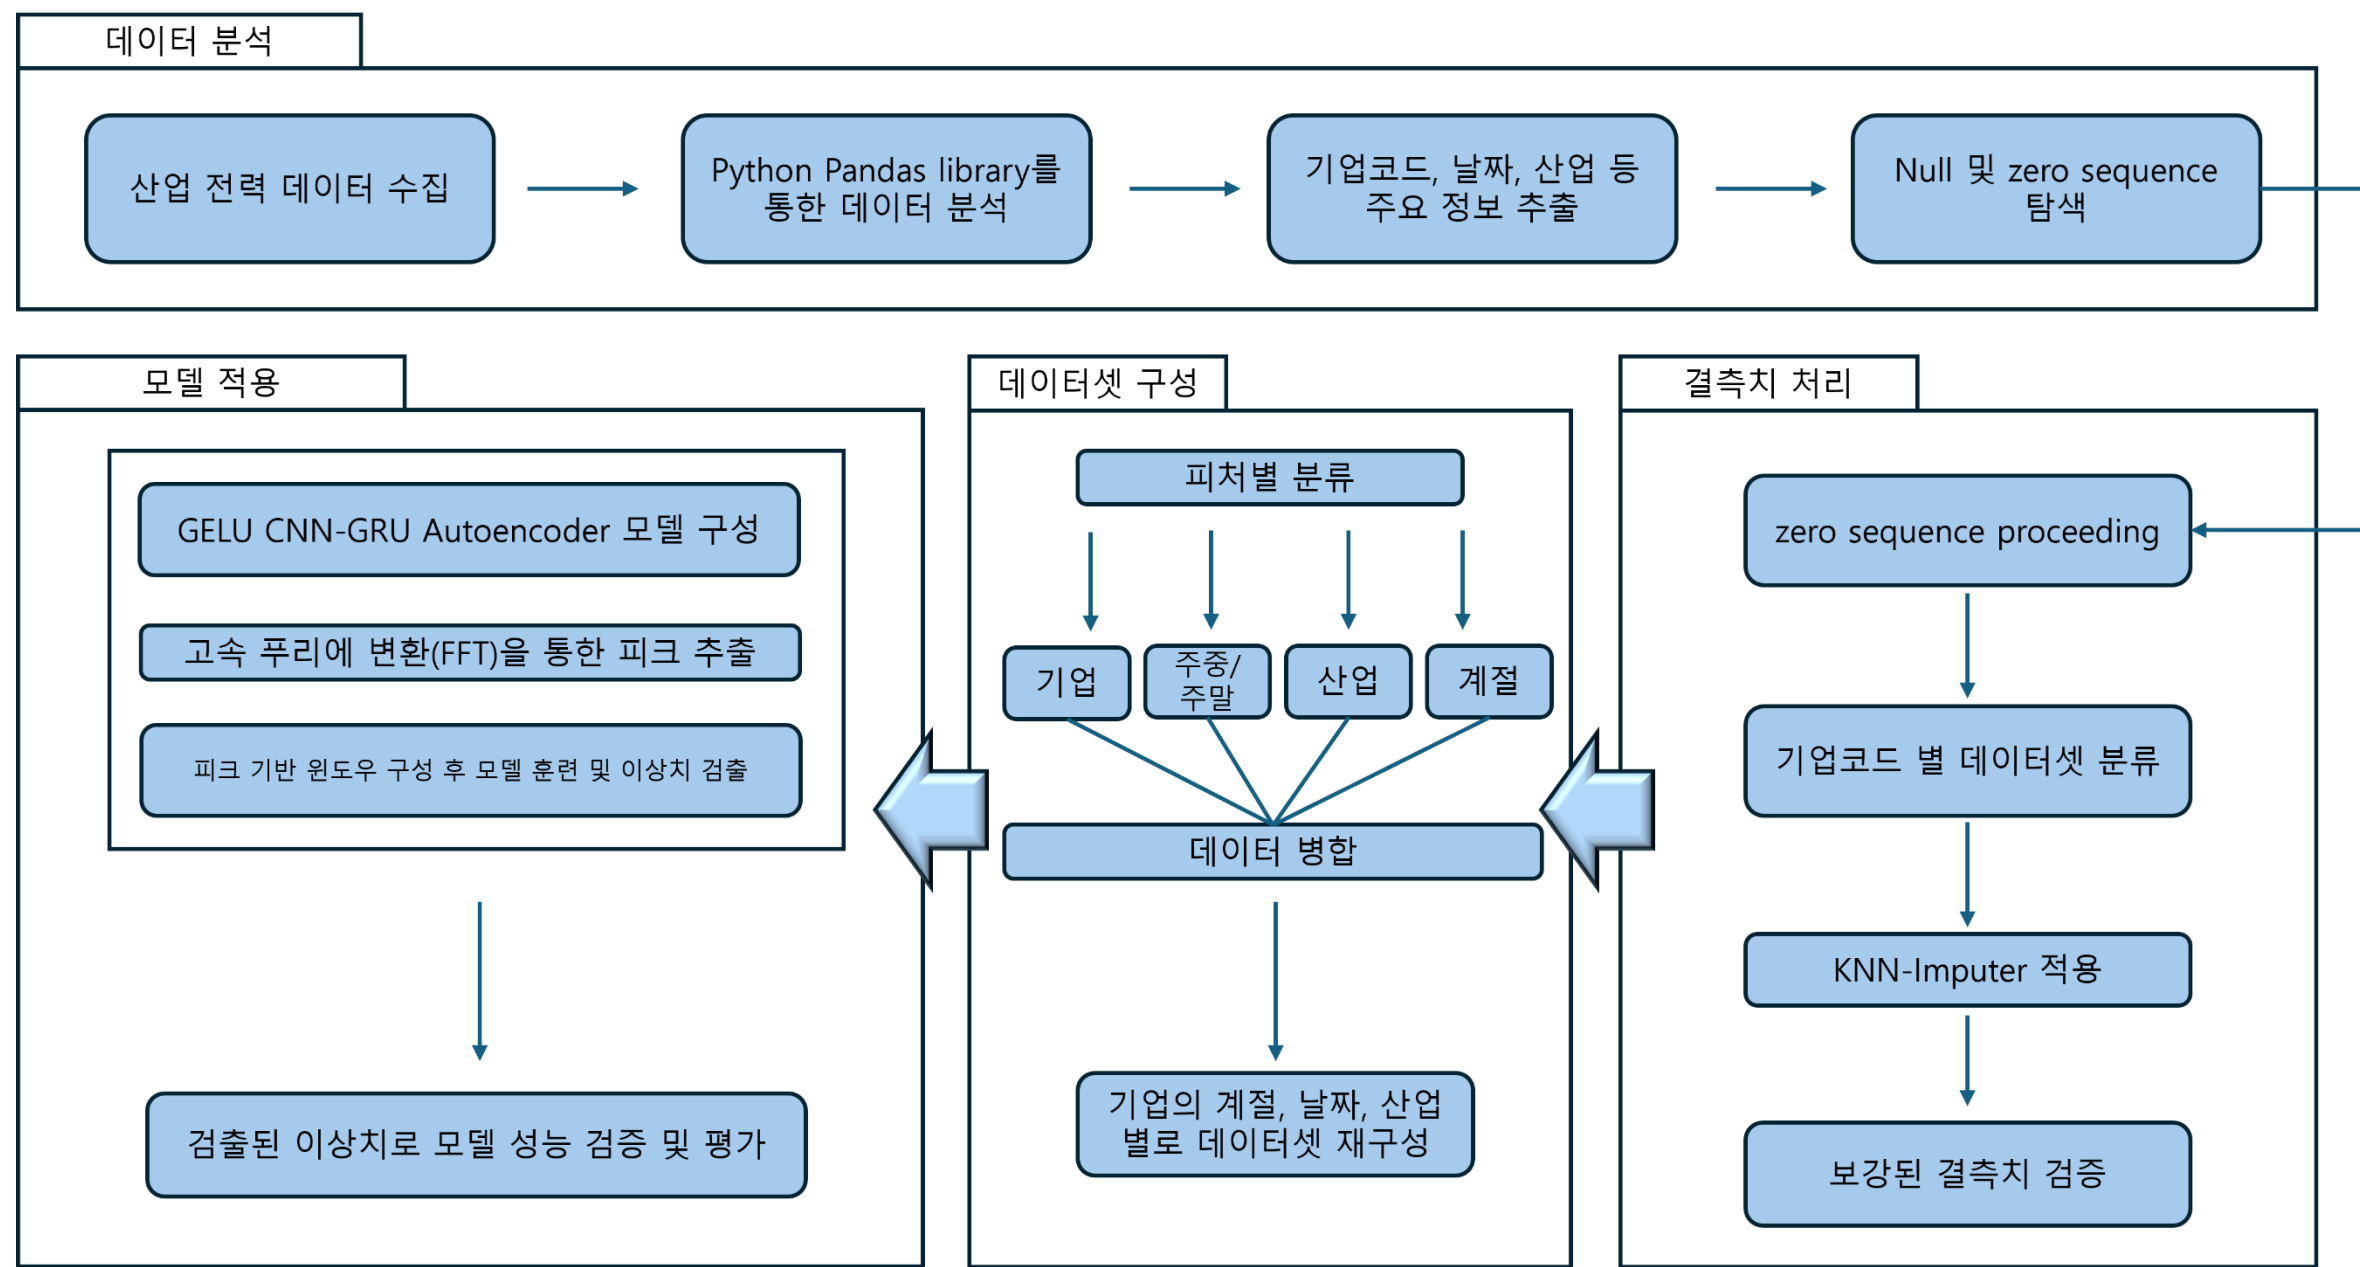 데이터 분석
산업 전력 데이터 수집
Python Pandas library를
통한 데이터 분석
기업코드, 날짜, 산업 등
주요 정보 추출
Null 및 zero sequence
탐색
모델 적용
GELU CNN-GRU Autoencoder 모델 구성
고속 푸리에 변환(FFT)을 통한 피크 추출
피크 기반 윈도우 구성 후 모델 훈련 및 이상치 검출
검출된 이상치로 모델 성능 검증 및 평가
데이터셋 구성
피처별 분류
기업
주중/
주말
산업
계절
데이터 병합
기업의 계절, 날짜, 산업
별로 데이터셋 재구성
결측치 처리
zero sequence proceeding
기업코드 별 데이터셋 분류
KNN-Imputer 적용
보강된 결측치 검증